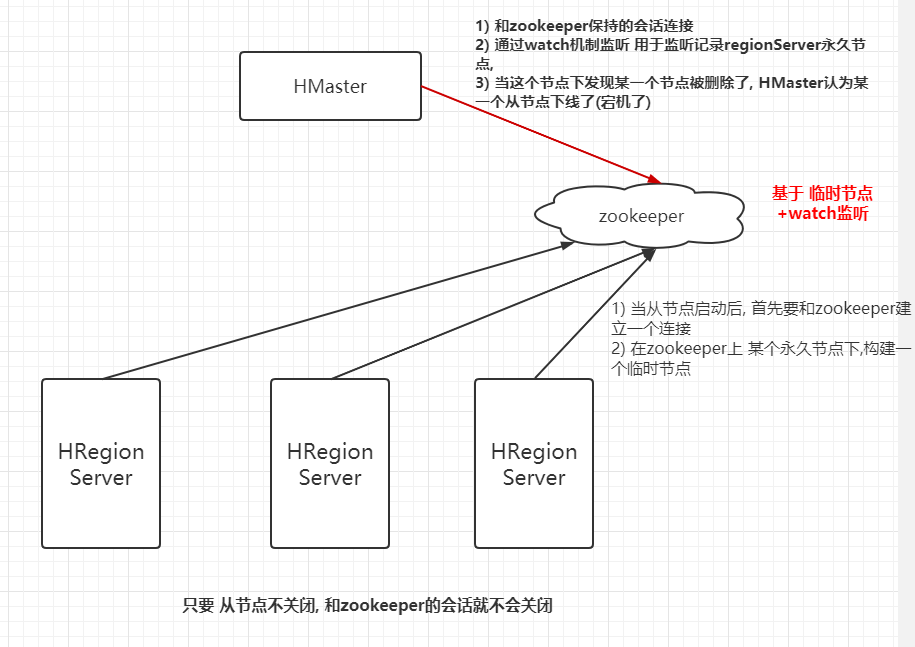 1) 和zookeeper保持的会话连接
2) 通过watch机制监听 用于监听记录regionServer永久节
点,
3) 当这个节点下发现某一个节点被删除了, HMaster认为某
一个从节点下线了(宕机了)
HMaster
zookeeper
基于 临时节点
+watch监听
1) 当从节点启动后, 首先要和zookeeper建
立一个连接
2) 在zookeeper上 某个永久节点下,构建一
个临时节点
HRegion
Server
HRegion
Server
HRegion
Server
只要 从节点不关闭, 和zookeeper的会话就不会关闭